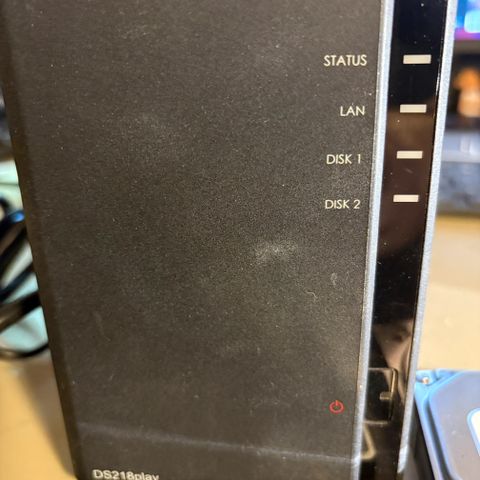 STATUS
LAN
DISK 1
DISK 2
DS218play